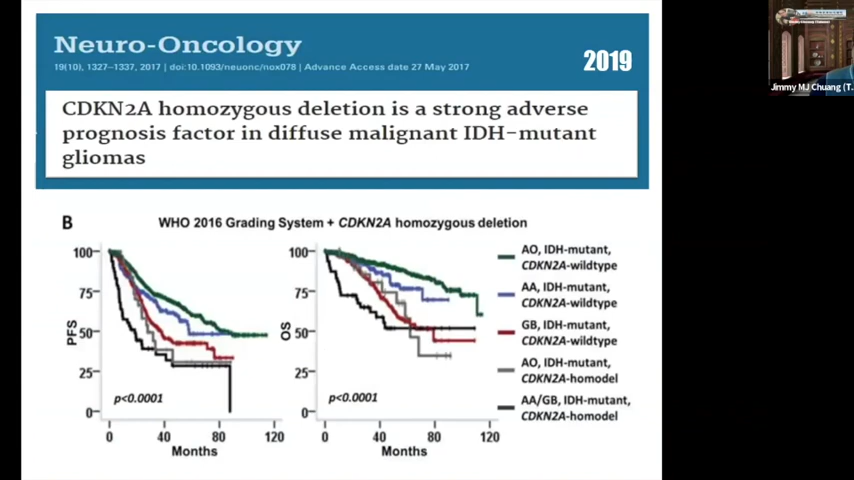 Neuro-Oncology
19(10), 1327–1337, 2017 | doi:10.1093/neuonc/nox078 | Advance Access date 27 May 2017
2019
CDKN2A homozygous deletion is a strong adverse
prognosis factor in diffuse malignant IDH-mutant
gliomas
B
WHO 2016 Grading System + CDKN2A homozygous deletion
PFS
100
75
50
25
0
p<0.0001
0 40 80 120
Months
OS
100
75
50
25
0
p<0.0001
0 40 80 120
Months
AO, IDH-mutant,
CDKN2A-wildtype
AA, IDH-mutant,
CDKN2A-wildtype
GB, IDH-mutant,
CDKN2A-wildtype
AO, IDH-mutant,
CDKN2A-homodel
AA/GB, IDH-mutant,
CDKN2A-homodel
Jimmy MJ Chuang (T.